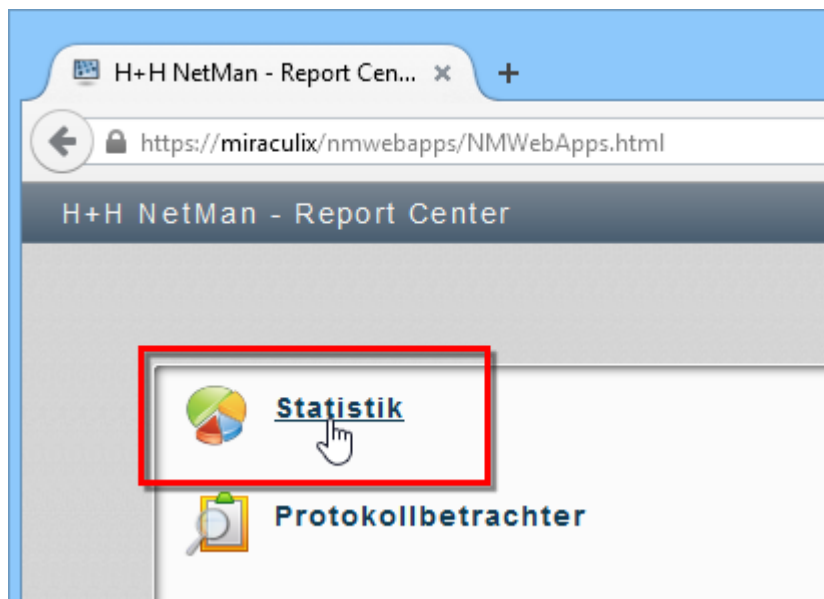 H+H NetMan - Report Cen...
https://miraculix/nmwebapps/NMWebApps.html
H+H NetMan - Report Center
Statistik
Protokollbetrachter